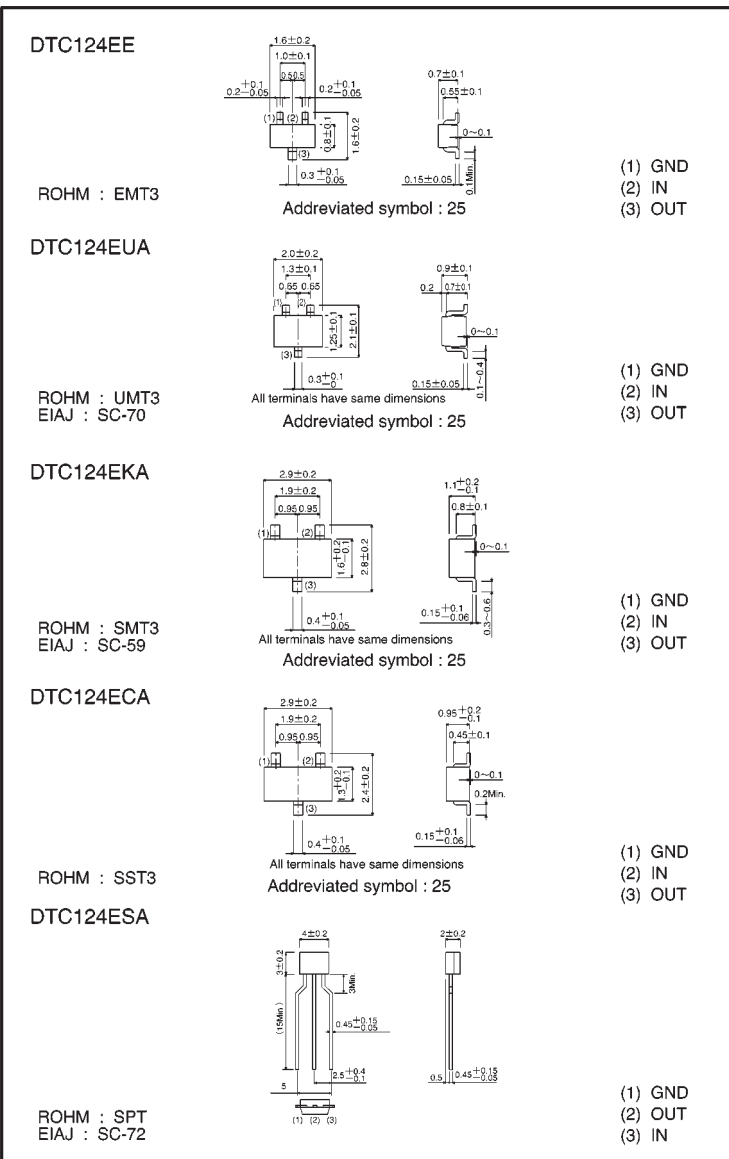 DTC124EE
1.6±0.2
1.0±0.1
0.5 0.5
0.2+0.1−0.05
0.2+0.1−0.05
(1) (2)
(3)
0.8±0.1
1.6±0.2
0.3+0.1−0.05
0.7±0.1
0.55±0.1
0~0.1
0.15±0.05
0.1Min.
ROHM : EMT3
Addreviated symbol : 25
(1) GND
(2) IN
(3) OUT
DTC124EUA
2.0±0.2
1.3±0.1
0.65 0.65
(1) (2)
(3)
1.25±0.1
2.1±0.1
0.3+0.1−0
0.9±0.1
0.2 0.7±0.1
0~0.1
0.15±0.05
0.1~0.4
All terminals have same dimensions
ROHM : UMT3
EIAJ : SC-70
Addreviated symbol : 25
(1) GND
(2) IN
(3) OUT
DTC124EKA
2.9±0.2
1.9±0.2
0.95 0.95
(1) (2)
(3)
1.6+0.2−0.1
2.8±0.2
0.4+0.1−0.05
1.1+0.2−0.1
0.8±0.1
0~0.1
0.15+0.1−0.06
0.3~0.6
All terminals have same dimensions
ROHM : SMT3
EIAJ : SC-59
Addreviated symbol : 25
(1) GND
(2) IN
(3) OUT
DTC124ECA
2.9±0.2
1.9±0.2
0.95 0.95
(1) (2)
(3)
1.3+0.2−0.1
2.4±0.2
0.4+0.1−0.05
0.95+0.2−0.1
0.45±0.1
0~0.1
0.2Min.
0.15+0.1−0.06
All terminals have same dimensions
ROHM : SST3
Addreviated symbol : 25
(1) GND
(2) IN
(3) OUT
DTC124ESA
4±0.2
3±0.2
(15Min.)
3Min.
0.45+0.15−0.05
2.5+0.4−0.1
5
(1) (2) (3)
2±0.2
0.5 0.45+0.15−0.05
ROHM : SPT
EIAJ : SC-72
(1) GND
(2) OUT
(3) IN